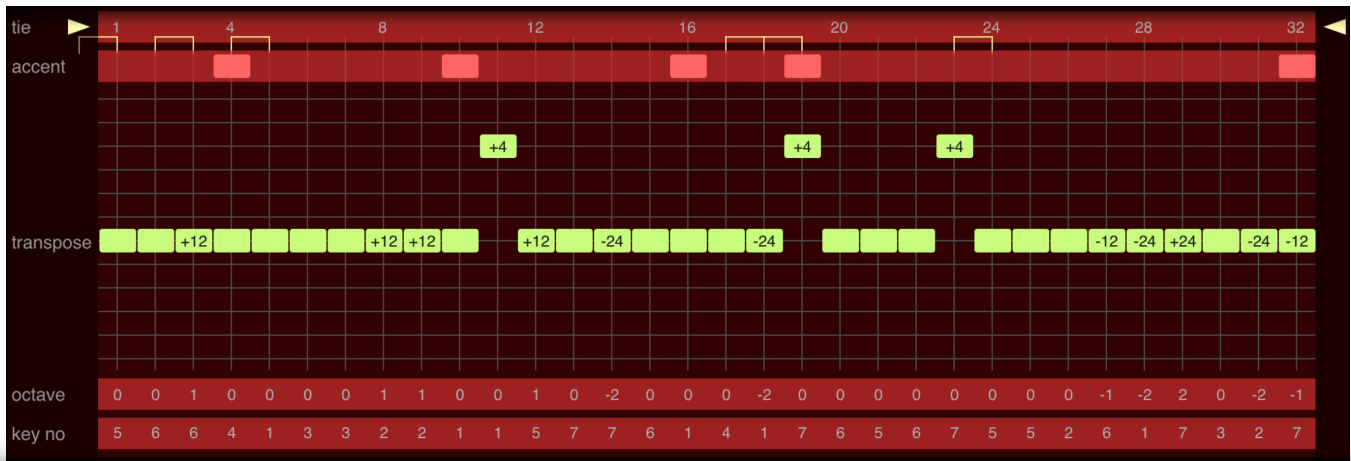 tie 1 4 8 12 16 20 24 28 32
accent
+4 +4 +4
transpose +12 +12 +12 +12 -24 -24 -12 -24 +24 -24 -12
octave 0 0 1 0 0 0 0 1 1 0 0 1 0 -2 0 0 0 -2 0 0 0 0 0 0 0 0 -1 -2 2 0 -2 -1
key no 5 6 6 4 1 3 3 2 2 1 1 5 7 7 6 1 4 1 7 6 5 6 7 5 5 2 6 1 7 3 2 7